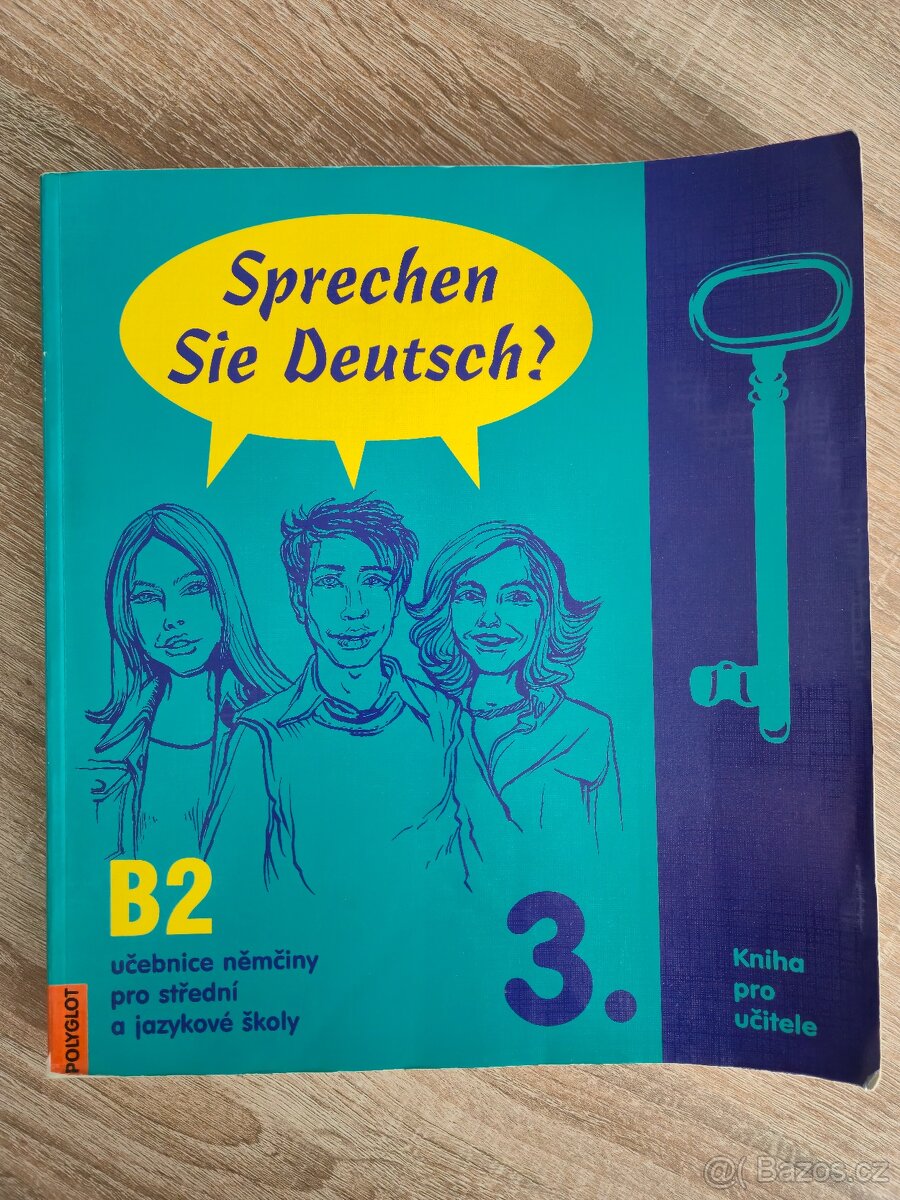 Sprechen
Sie Deutsch?
B2
učebnice němčiny
pro střední
a jazykové školy
3.
Kniha
pro
učitele
POLYGLOT
@( Bazos.cz